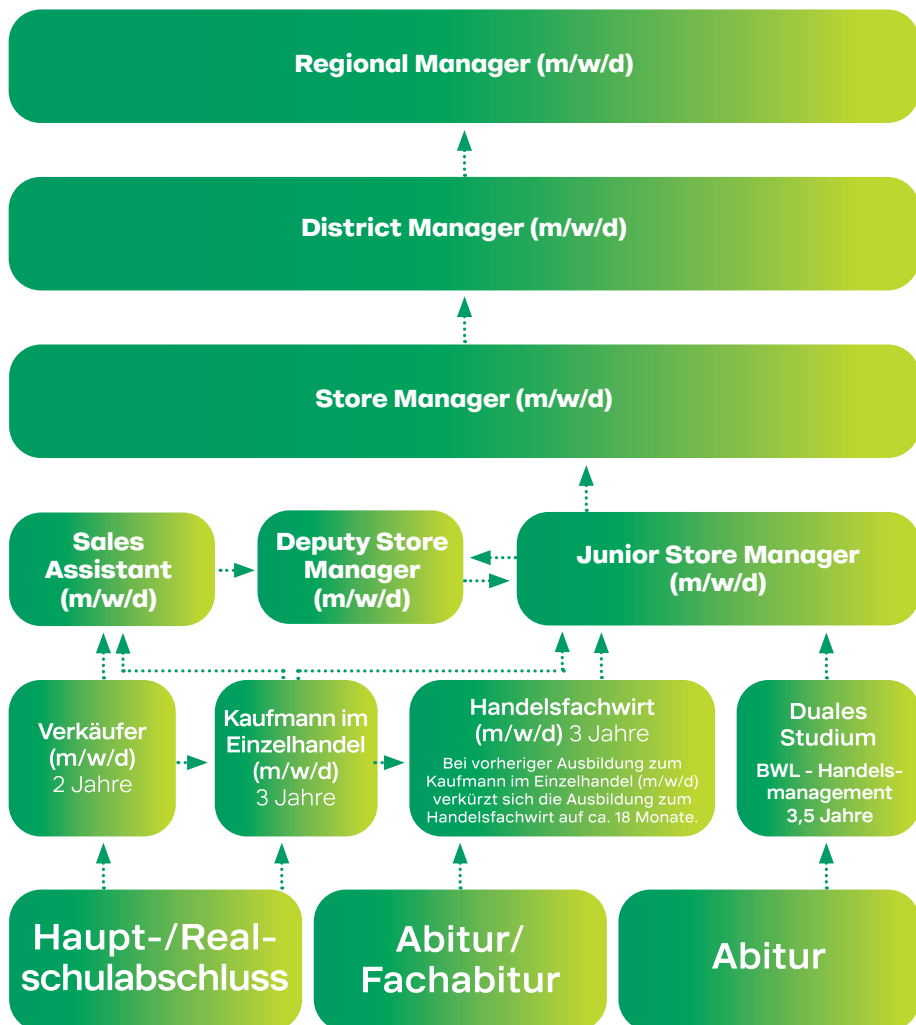 Regional Manager (m/w/d)
District Manager (m/w/d)
Store Manager (m/w/d)
Sales
Assistant
(m/w/d)
Deputy Store
Manager
(m/w/d)
Junior Store Manager
(m/w/d)
Verkäufer
(m/w/d)
2 Jahre
Kaufmann im
Einzelhandel
(m/w/d)
3 Jahre
Handelsfachwirt
(m/w/d) 3 Jahre
Bei vorheriger Ausbildung zum
Kaufmann im Einzelhandel (m/w/d)
verkürzt sich die Ausbildung zum
Handelsfachwirt auf ca. 18 Monate.
Duales
Studium
BWL - Handels-
management
3,5 Jahre
Haupt-/Real-
schulabschluss
Abitur/
Fachabitur
Abitur